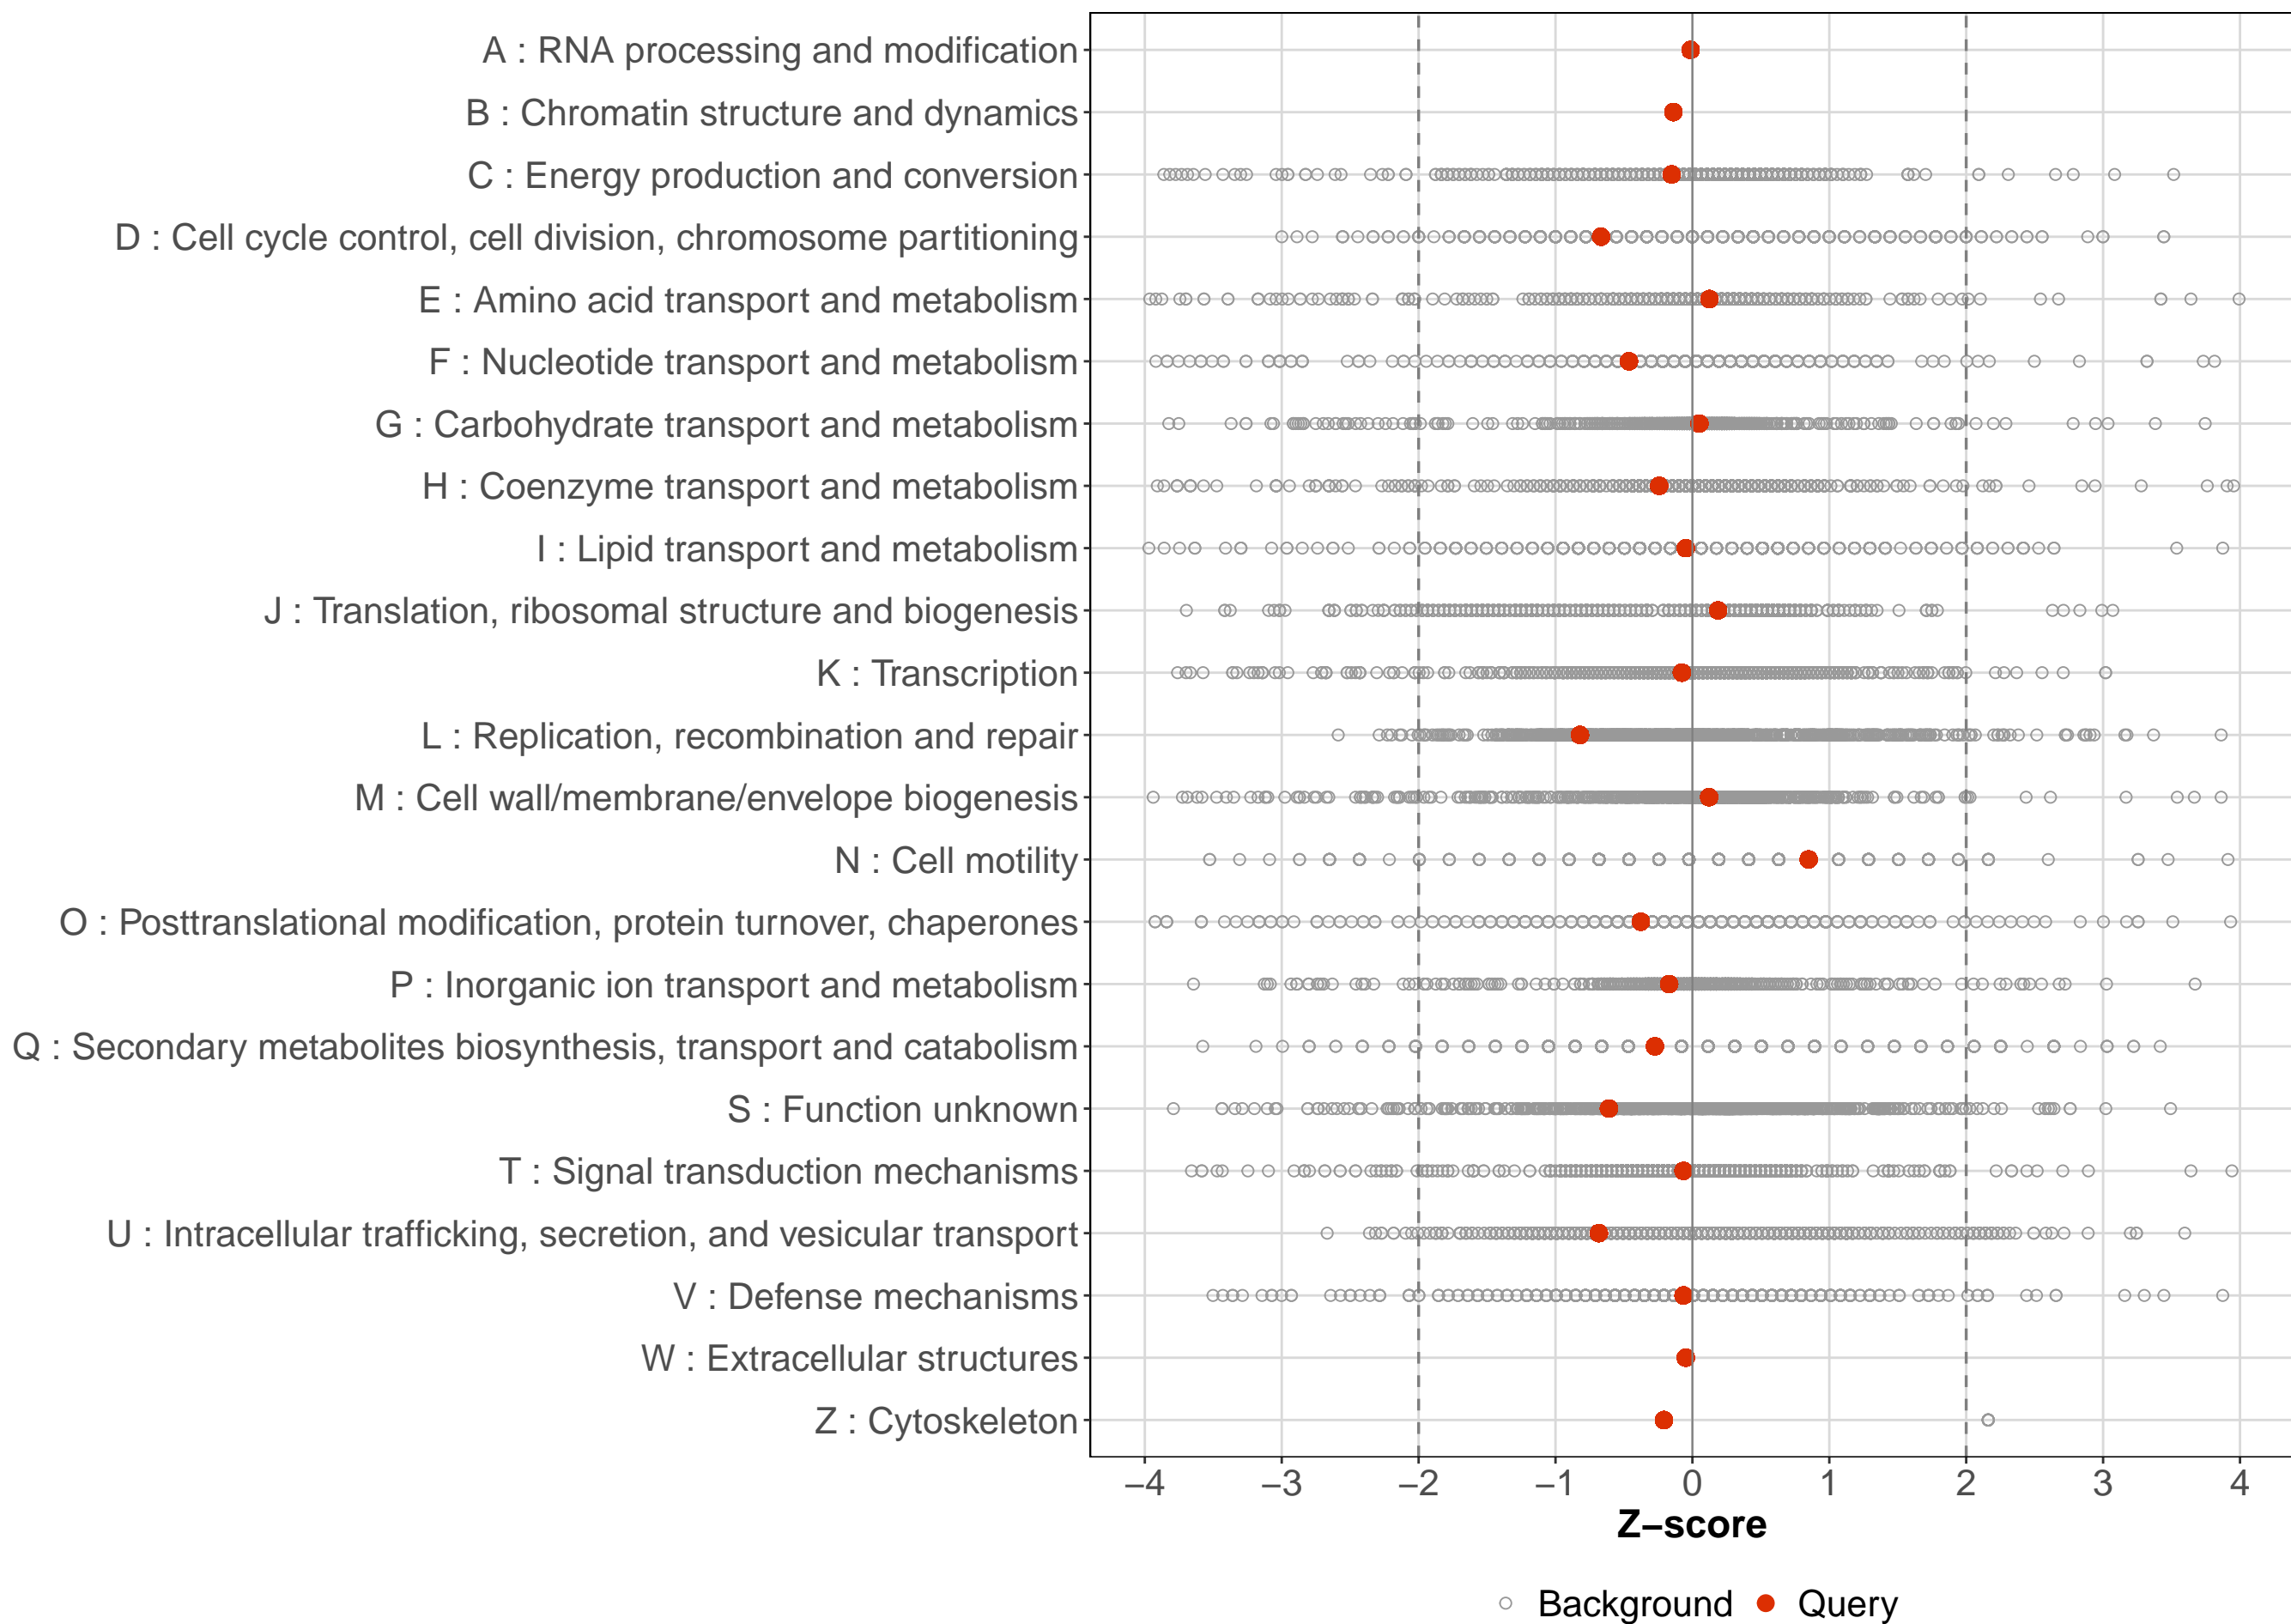 A : RNA processing and modification
B : Chromatin structure and dynamics
C : Energy production and conversion
D : Cell cycle control, cell division, chromosome partitioning
E : Amino acid transport and metabolism
F : Nucleotide transport and metabolism
G : Carbohydrate transport and metabolism
H : Coenzyme transport and metabolism
I : Lipid transport and metabolism
J : Translation, ribosomal structure and biogenesis
K : Transcription
L : Replication, recombination and repair
M : Cell wall/membrane/envelope biogenesis
N : Cell motility
O : Posttranslational modification, protein turnover, chaperones
P : Inorganic ion transport and metabolism
Q : Secondary metabolites biosynthesis, transport and catabolism
S : Function unknown
T : Signal transduction mechanisms
U : Intracellular trafficking, secretion, and vesicular transport
V : Defense mechanisms
W : Extracellular structures
Z : Cytoskeleton
−4 −3 −2 −1 0 1 2 3 4
Z−score
Background Query